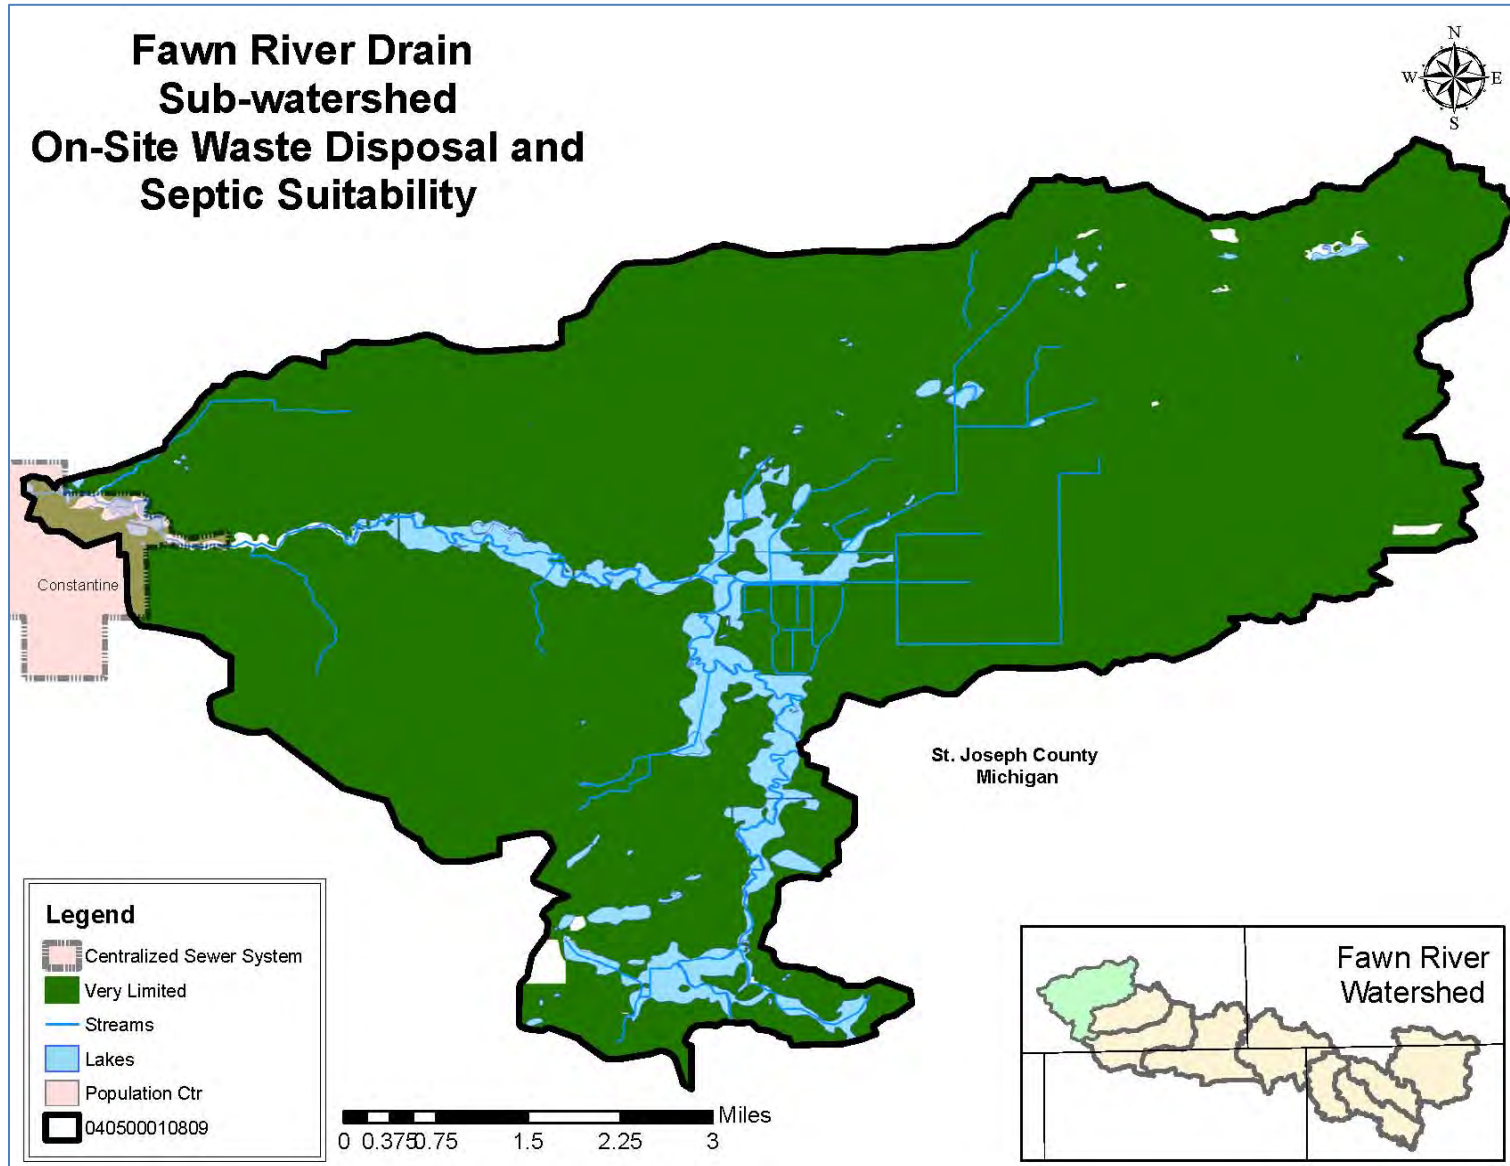 Fawn River Drain
Sub-watershed
On-Site Waste Disposal and
Septic Suitability
N
W
E
S
Constantine
St. Joseph County
Michigan
Legend
Centralized Sewer System
Very Limited
Streams
Lakes
Population Ctr
040500010809
Miles
0 0.375 0.75 1.5 2.25 3
Fawn River
Watershed